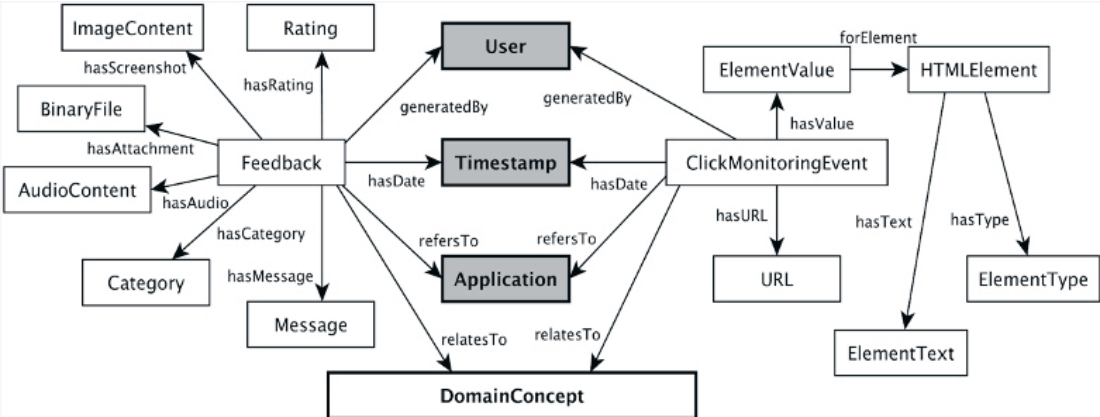 ImageContent
Rating
User
forElement
ElementValue
HTMLElement
hasScreenshot
hasRating
generatedBy
generatedBy
BinaryFile
hasValue
hasAttachment
Feedback
Timestamp
ClickMonitoringEvent
AudioContent
hasAudio
hasDate
hasDate
hasCategory
refersTo
refersTo
hasURL
hasText
hasType
Category
hasMessage
Application
URL
ElementType
Message
relatesTo
relatesTo
ElementText
DomainConcept